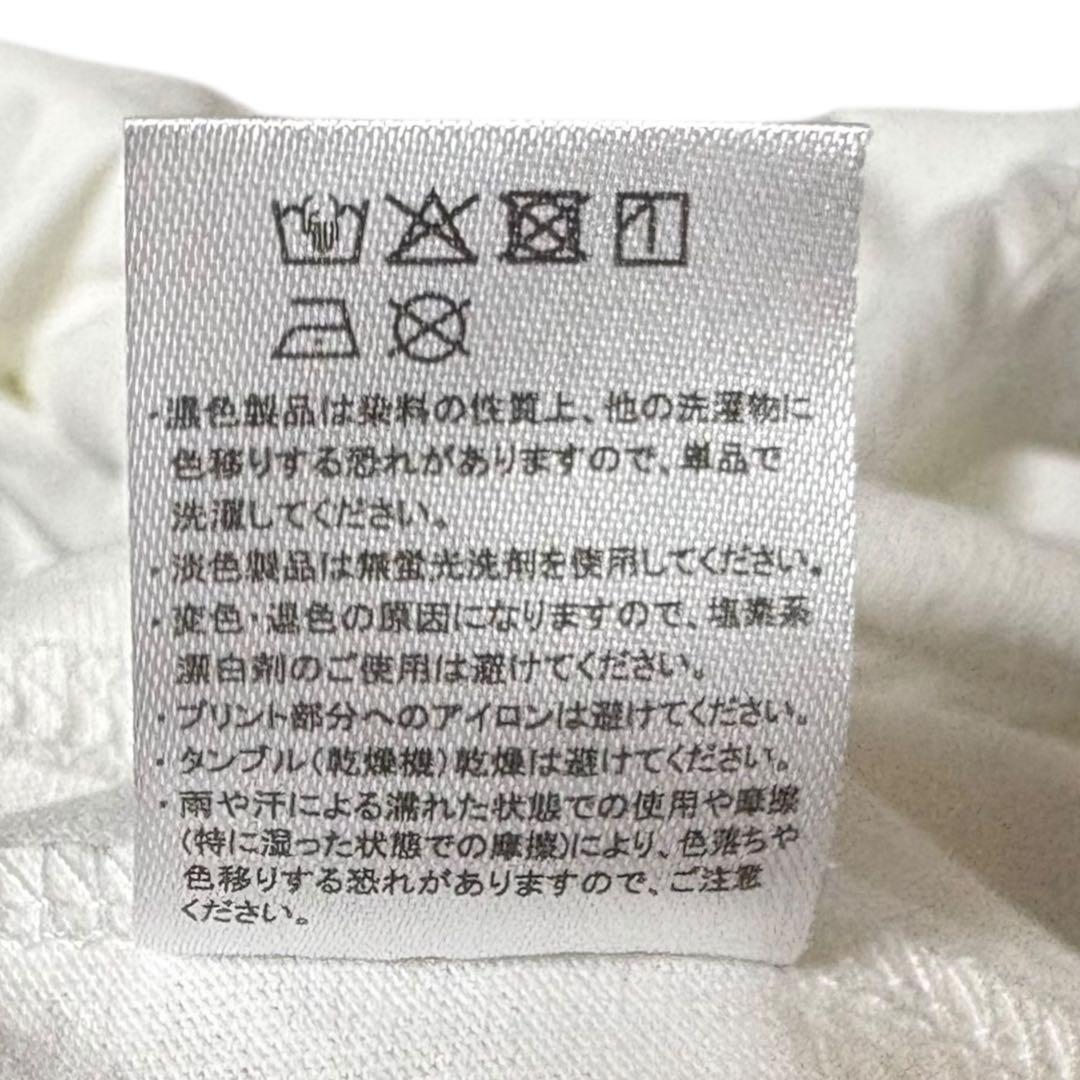 ・濃色製品は染料の性質上、他の洗濯物に
色移りする恐れがありますので、単品で
洗濯してください。
・淡色製品は無蛍光洗剤を使用してください。
・変色・退色の原因になりますので、塩素系
漂白剤のご使用は避けてください。
・プリント部分へのアイロンは避けてください。
・タンブル(乾燥機)乾燥は避けてください。
・雨や汗による濡れた状態での使用や摩擦
(特に湿った状態での摩擦)により、色落ちや
色移りする恐れがありますので、ご注意
ください。